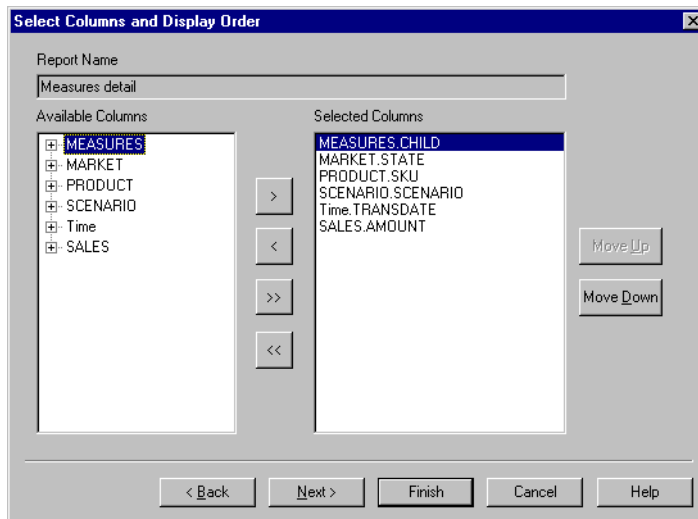 Select Columns and Display Order
Report Name
Measures detail
Available Columns
Selected Columns
MEASURES
MARKET
PRODUCT
SCENARIO
Time
SALES
>
<
>>
<<
MEASURES.CHILD
MARKET.STATE
PRODUCT.SKU
SCENARIO.SCENARIO
Time.TRANSDATE
SALES.AMOUNT
Move Up
Move Down
< Back
Next >
Finish
Cancel
Help